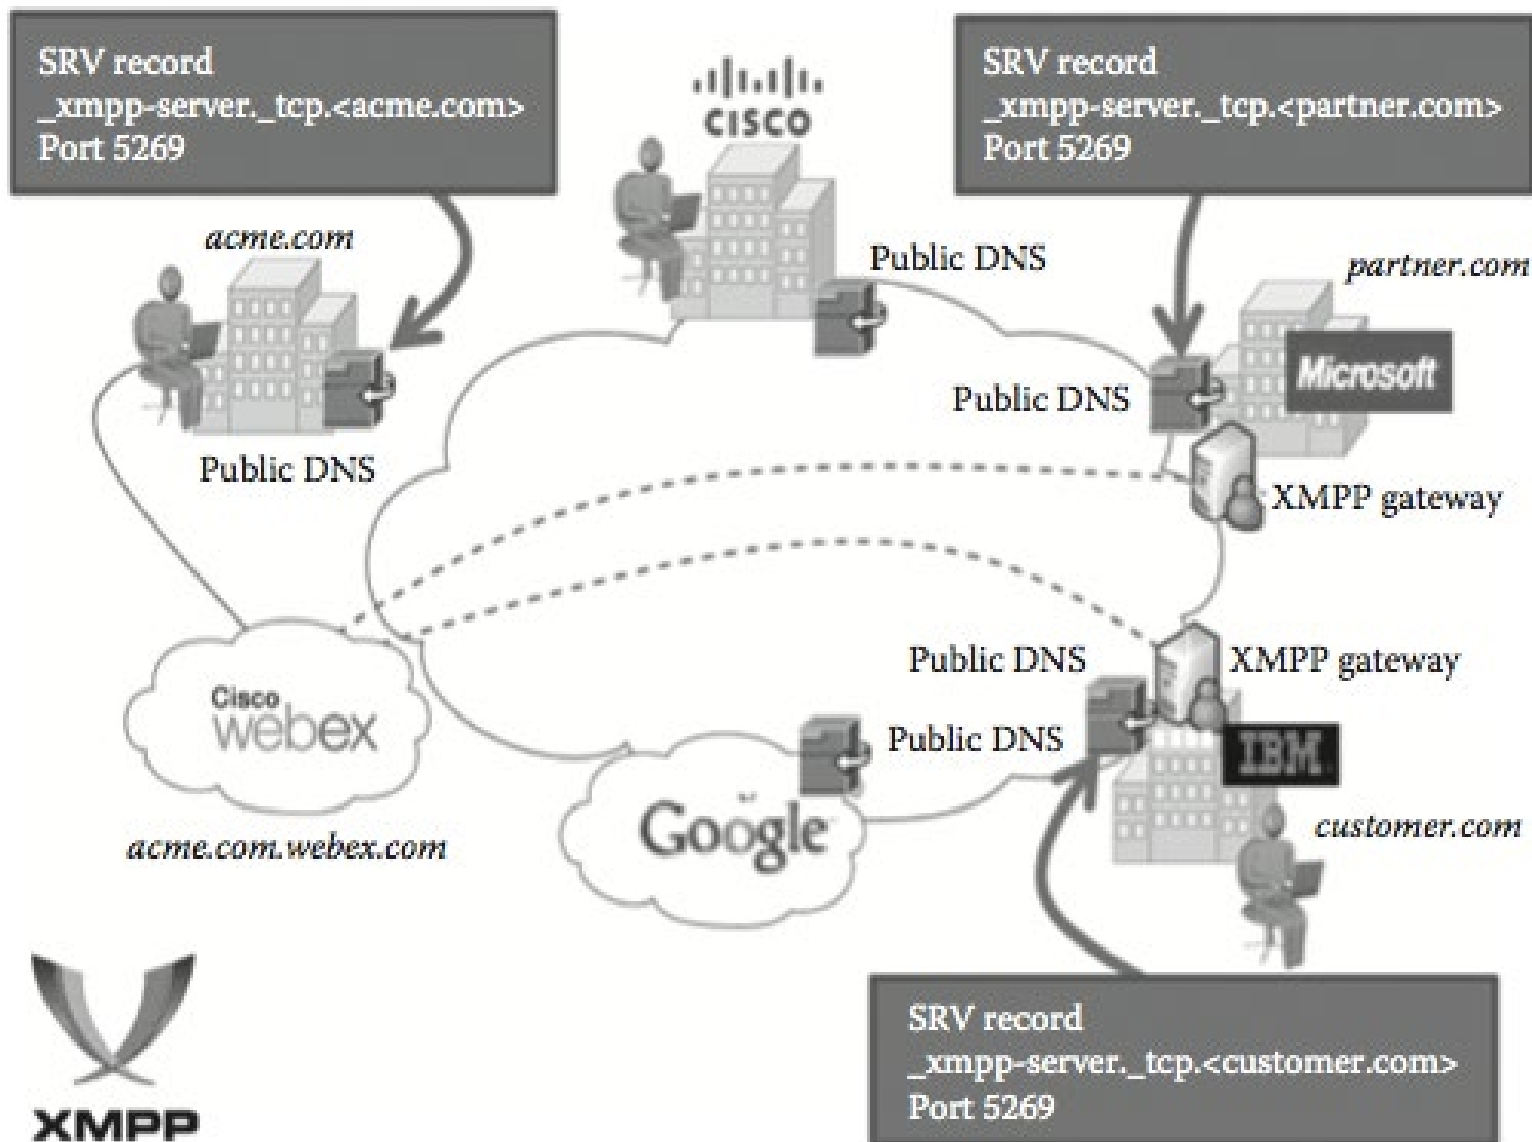 SRV record
_xmpp-server._tcp.<acme.com>
Port 5269
CISCO
SRV record
_xmpp-server._tcp.<partner.com>
Port 5269
acme.com
Public DNS
partner.com
Microsoft
Public DNS
Public DNS
XMPP gateway
Public DNS
XMPP gateway
Cisco
webex
Public DNS
IBM
Google
customer.com
acme.com.webex.com
SRV record
_xmpp-server._tcp.<customer.com>
Port 5269
XMPP